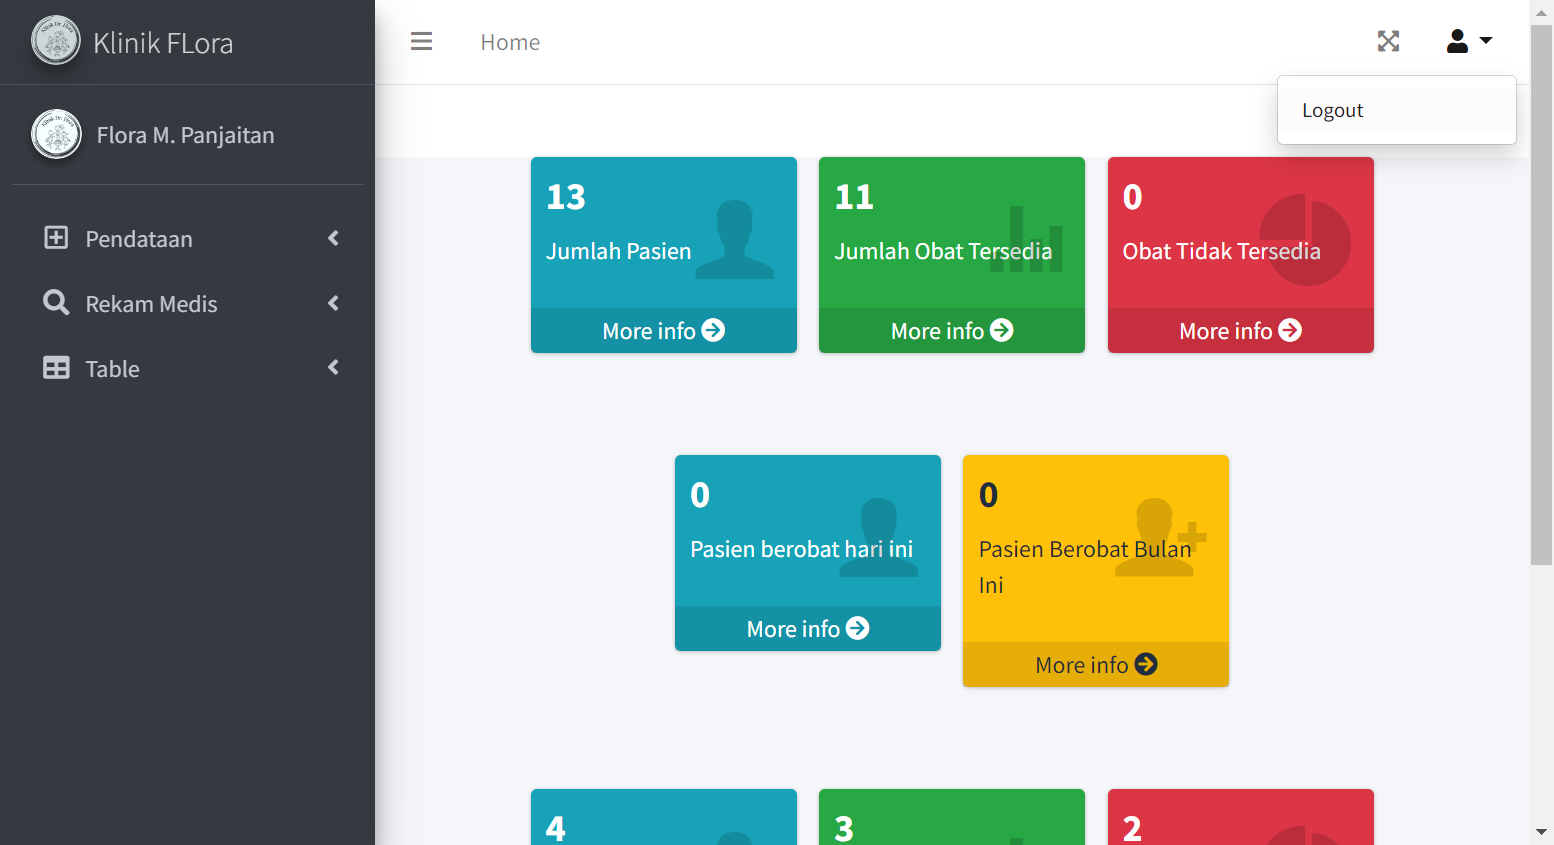 Klinik FLora
Home
Logout
Flora M. Panjaitan
Pendataan
Rekam Medis
Table
13
Jumlah Pasien
More info
11
Jumlah Obat Tersedia
More info
0
Obat Tidak Tersedia
More info
0
Pasien berobat hari ini
More info
0
Pasien Berobat Bulan
Ini
More info
4
3
2